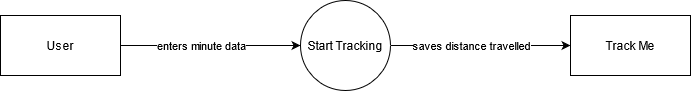 User
enters minute data
Start Tracking
saves distance travelled
Track Me